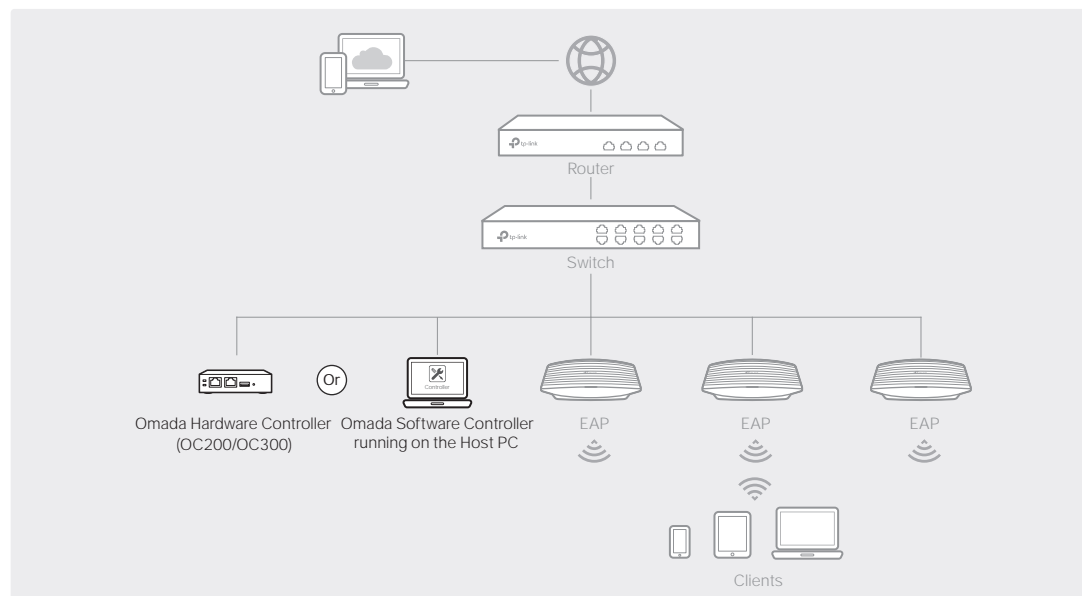 tp-link
Router
tp-link
Switch
Or
Controller
Omada Hardware Controller
(OC200/OC300)
Omada Software Controller
running on the Host PC
EAP
EAP
EAP
Clients